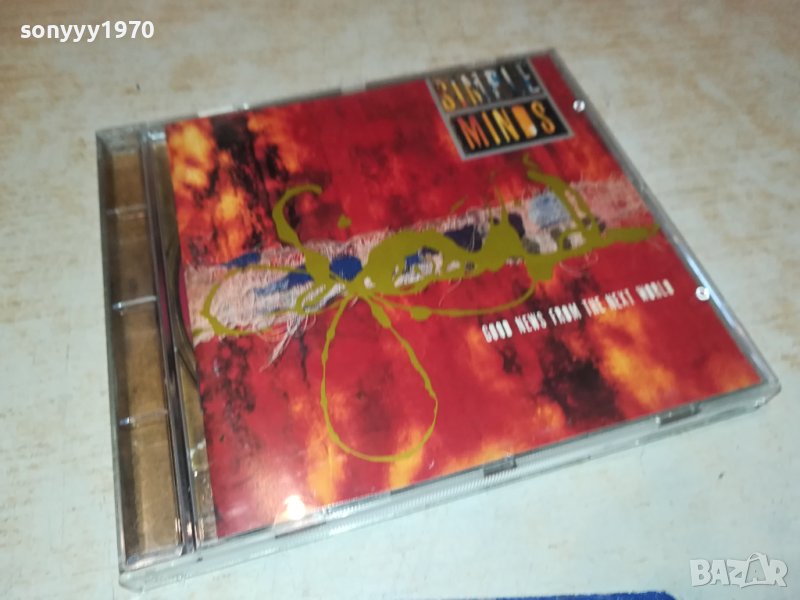 sonyyy1970
SIMPLE
MINDS
GOOD NEWS FROM THE NEXT WORLD
BAZAR